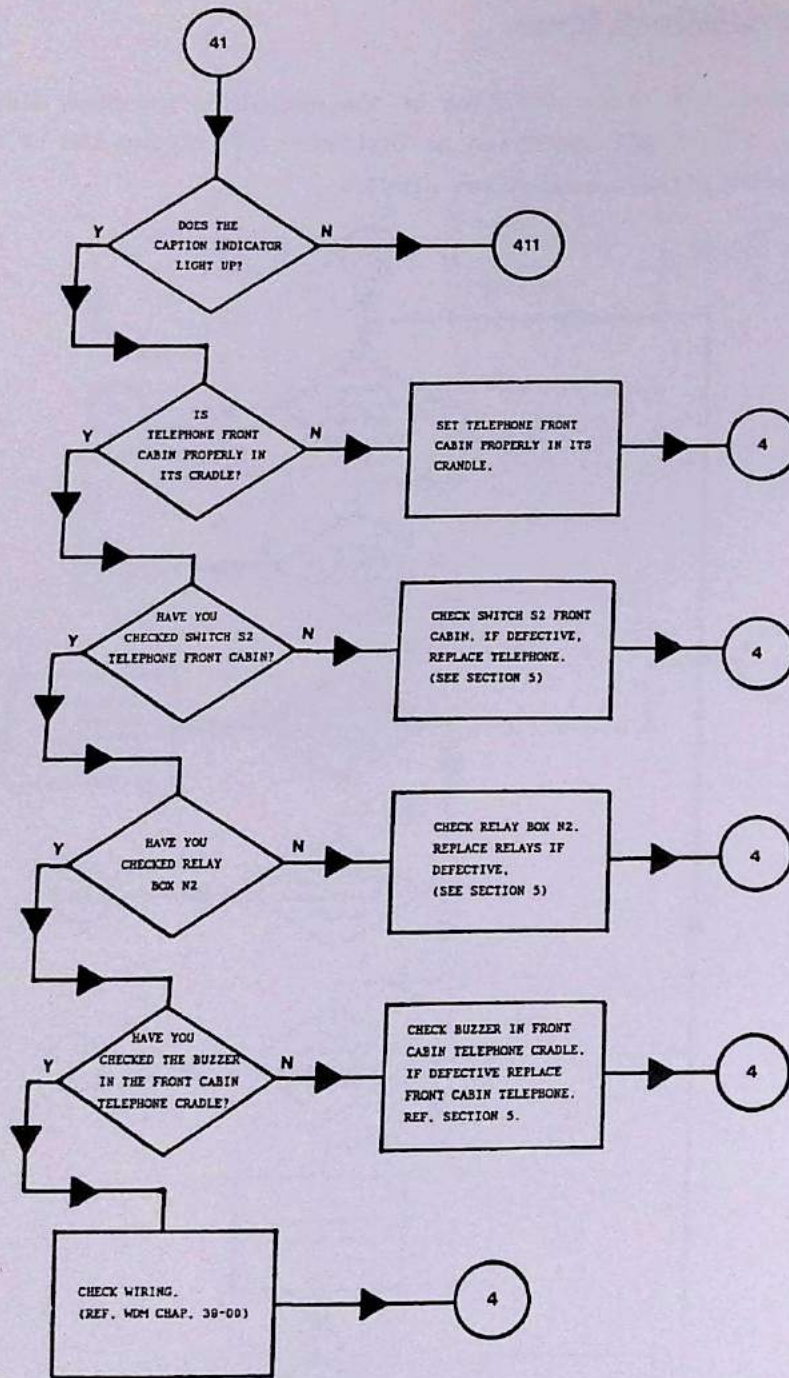 41
DOES THE
CAPTION INDICATOR
LIGHT UP?
Y
N
411
IS
TELEPHONE FRONT
CABIN PROPERLY IN
ITS CRADLE?
Y
N
SET TELEPHONE FRONT
CABIN PROPERLY IN ITS
CRANDLE.
4
HAVE YOU
CHECKED SWITCH S2
TELEPHONE FRONT CABIN?
Y
N
CHECK SWITCH S2 FRONT
CABIN. IF DEFECTIVE,
REPLACE TELEPHONE.
(SEE SECTION 5)
4
HAVE YOU
CHECKED RELAY
BOX N2
Y
N
CHECK RELAY BOX N2.
REPLACE RELAYS IF
DEFECTIVE.
(SEE SECTION 5)
4
HAVE YOU
CHECKED THE BUZZER
IN THE FRONT CABIN
TELEPHONE CRADLE?
Y
N
CHECK BUZZER IN FRONT
CABIN TELEPHONE CRADLE.
IF DEFECTIVE REPLACE
FRONT CABIN TELEPHONE.
REF. SECTION 5.
4
CHECK WIRING.
(REF. WDM CHAP. 38-00)
4